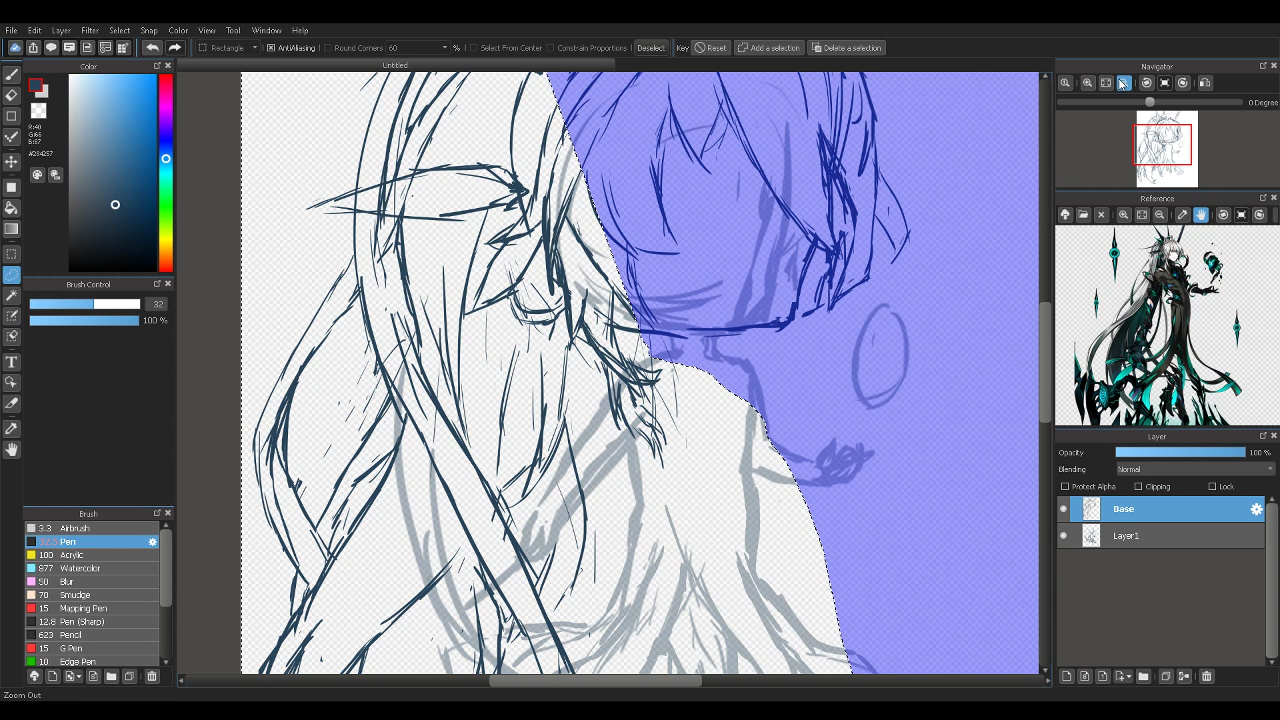 File Edit Layer Filter Select Snap Color View Tool Window Help
Rectangle AntiAliasing Round Corners 60 % Select From Center Constrain Proportions Deselect Key Reset Add a selection Delete a selection
Color
Untitled
Navigator
R:40
G:66
B:87
#284257
0 Degree
Reference
Brush Control
32
100 %
Layer
Opacity 100 %
Blending Normal
Protect Alpha Clipping Lock
Base
Layer1
Brush
3.3 Airbrush
Pen
100 Acrylic
877 Watercolor
50 Blur
70 Smudge
15 Mapping Pen
12.8 Pen (Sharp)
623 Pencil
15 G Pen
10 Edge Pen
Zoom Out